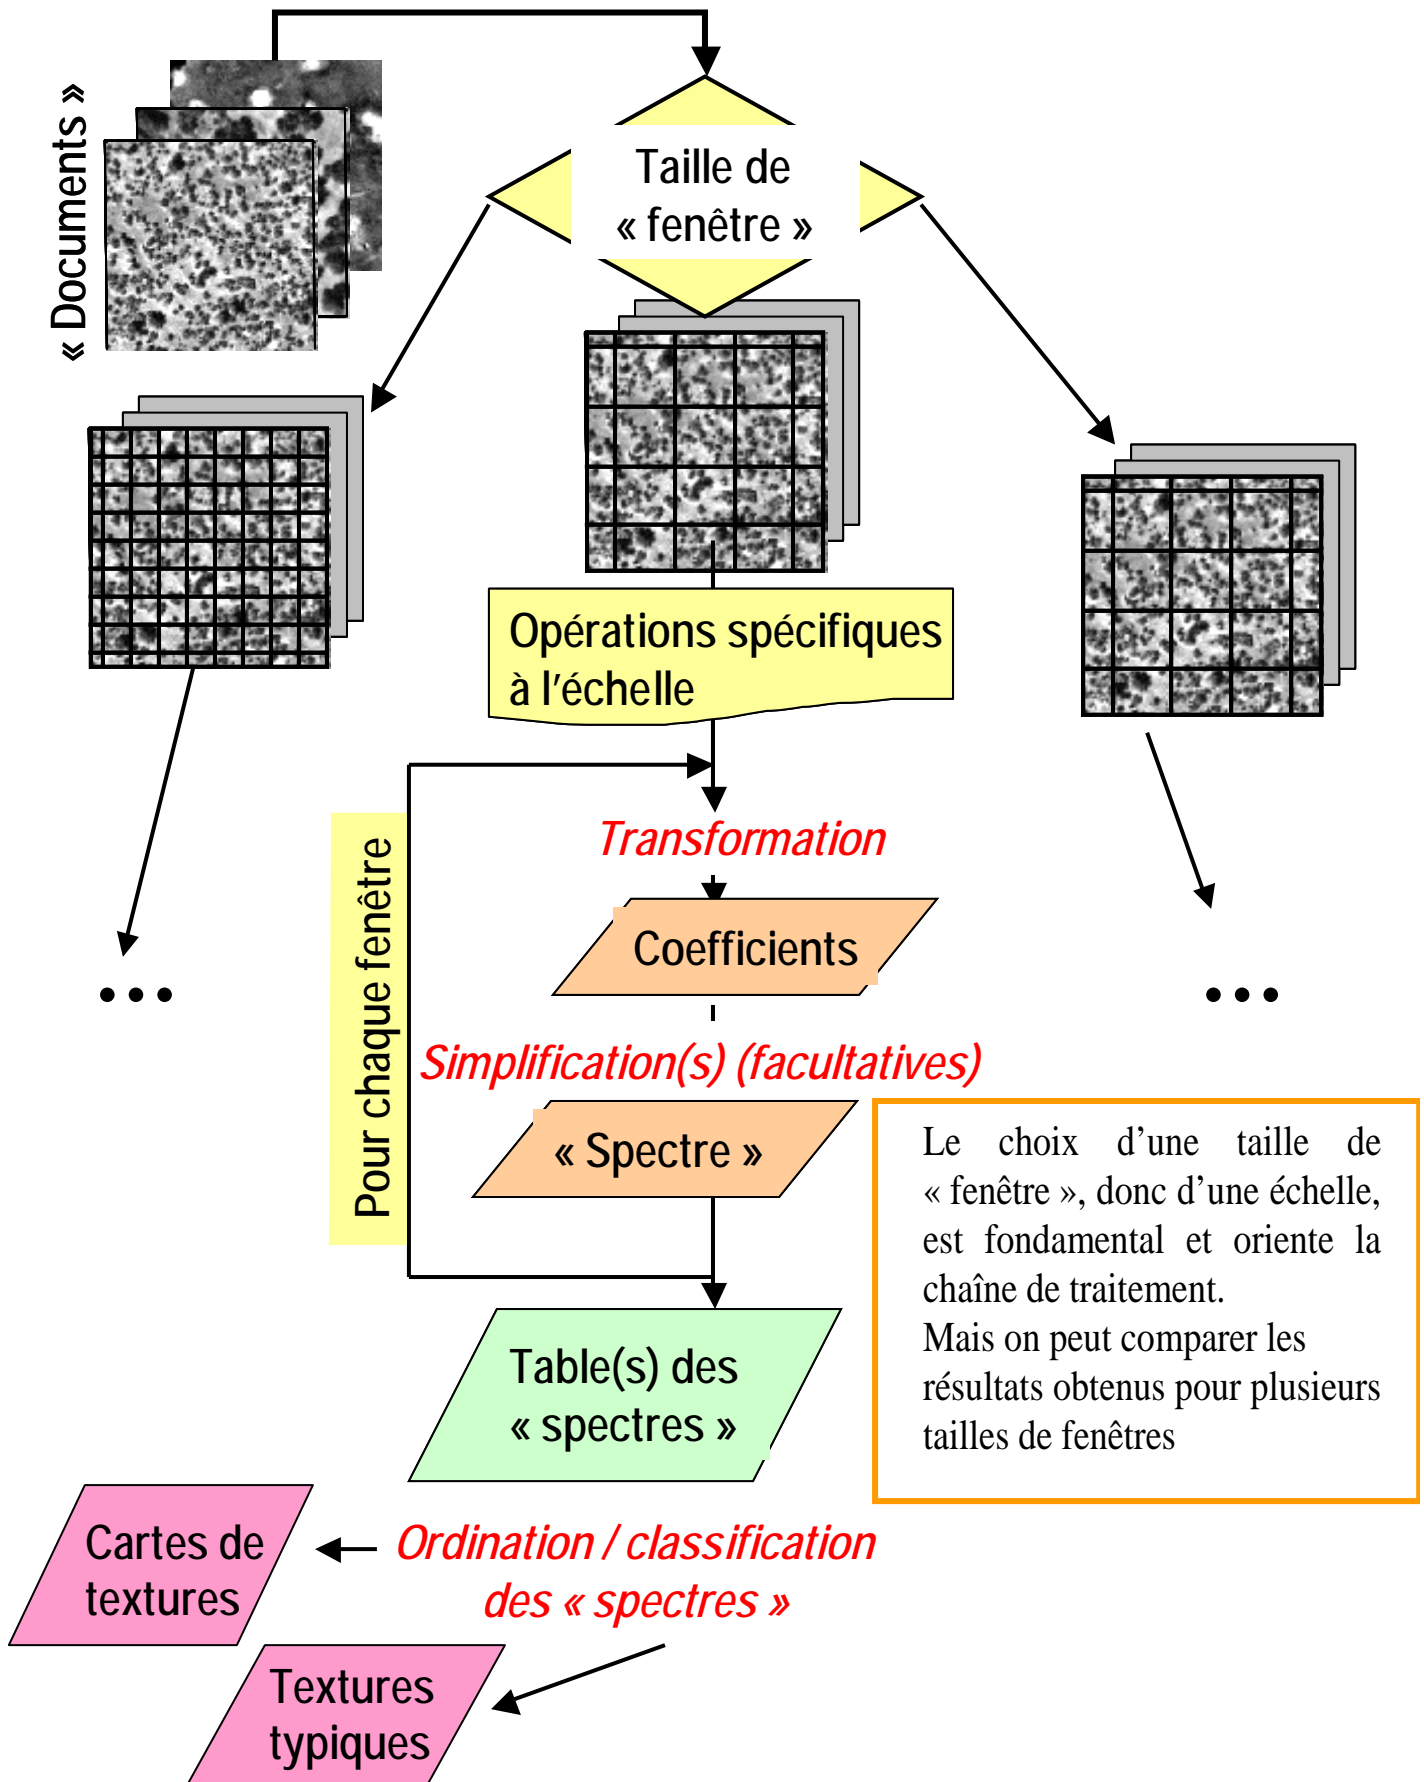 « Documents »
Taille de
« fenêtre »
Opérations spécifiques
à l'échelle
Pour chaque fenêtre
Transformation
Coefficients
• • •
• • •
Simplification(s) (facultatives)
« Spectre »
Le choix d'une taille de
« fenêtre », donc d'une échelle,
est fondamental et oriente la
chaîne de traitement.
Mais on peut comparer les
résultats obtenus pour plusieurs
tailles de fenêtres
Table(s) des
« spectres »
Cartes de
textures
Ordination / classification
des « spectres »
Textures
typiques